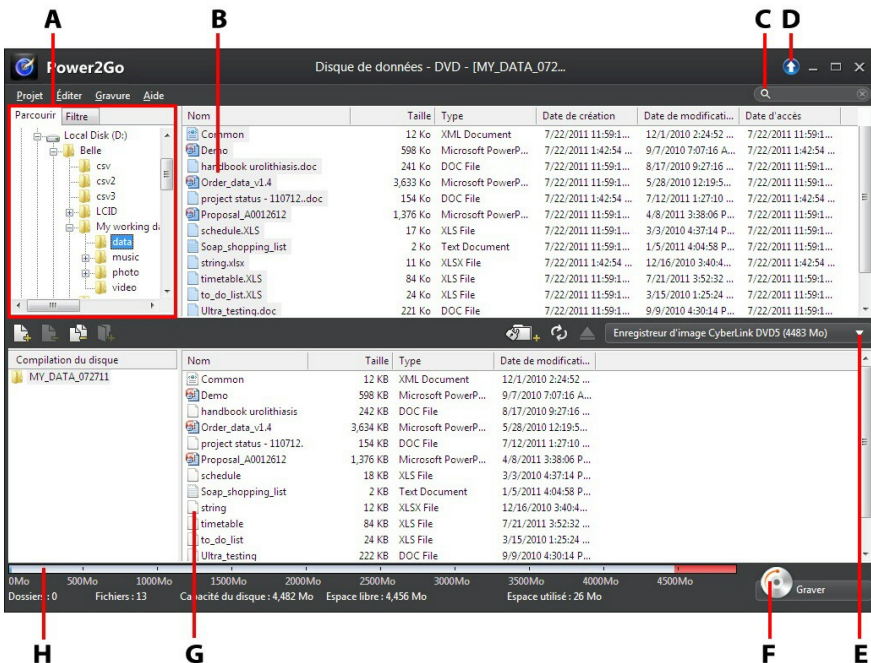 A B C D
Power2Go Disque de données - DVD - [MY_DATA_072...
Projet Éditer Gravure Aide
Parcourir Filtre
Local Disk (D:)
Belle
csv
csv2
csv3
LCID
My working da
data
music
photo
video
Nom Taille Type Date de création Date de modificati... Date d'accès
Common 12 Ko XML Document 7/22/2011 11:59:1... 12/1/2010 2:24:52 ... 7/22/2011 11:59:1...
Demo 598 Ko Microsoft PowerP... 7/22/2011 1:42:54 ... 9/7/2010 7:07:16 A... 7/22/2011 1:42:54 ...
handbook urolithiasis.doc 241 Ko DOC File 7/22/2011 11:59:1... 8/17/2010 9:27:16 ... 7/22/2011 11:59:1...
Order_data_v1.4 3,633 Ko Microsoft PowerP... 7/22/2011 11:59:1... 5/28/2010 12:19:5... 7/22/2011 11:59:1...
project status - 110712..doc 154 Ko DOC File 7/22/2011 1:42:54 ... 7/12/2011 1:27:10 ... 7/22/2011 1:42:54 ...
Proposal_A0012612 1,376 Ko Microsoft PowerP... 7/22/2011 11:59:1... 4/8/2011 3:38:06 P... 7/22/2011 11:59:1...
schedule.XLS 17 Ko XLS File 7/22/2011 11:59:1... 3/3/2010 4:37:14 P... 7/22/2011 11:59:1...
Soap_shopping_list 2 Ko Text Document 7/22/2011 11:59:1... 1/5/2011 4:04:58 P... 7/22/2011 11:59:1...
string.xlsx 11 Ko XLSX File 7/22/2011 1:42:54 ... 12/16/2010 3:40:4... 7/22/2011 1:42:54 ...
timetable.XLS 84 Ko XLS File 7/22/2011 11:59:1... 7/21/2011 3:52:32 ... 7/22/2011 11:59:1...
to_do_list.XLS 24 Ko XLS File 7/22/2011 11:59:1... 3/15/2010 1:25:24 ... 7/22/2011 11:59:1...
Ultra_testing.doc 221 Ko DOC File 7/22/2011 11:59:1... 9/9/2010 4:30:14 P... 7/22/2011 11:59:1...
Enregistreur d'image CyberLink DVD5 (4483 Mo)
Compilation du disque
MY_DATA_072711
Nom Taille Type Date de modificati...
Common 12 KB XML Document 12/1/2010 2:24:52 ...
Demo 598 KB Microsoft PowerP... 9/7/2010 7:07:16 A...
handbook urolithiasis 242 KB DOC File 8/17/2010 9:27:16 ...
Order_data_v1.4 3,634 KB Microsoft PowerP... 5/28/2010 12:19:5...
project status - 110712. 154 KB DOC File 7/12/2011 1:27:10 ...
Proposal_A0012612 1,376 KB Microsoft PowerP... 4/8/2011 3:38:06 P...
schedule 18 KB XLS File 3/3/2010 4:37:14 P...
Soap_shopping_list 2 KB Text Document 1/5/2011 4:04:58 P...
string 12 KB XLSX File 12/16/2010 3:40:4...
timetable 84 KB XLS File 7/21/2011 3:52:32 ...
to_do_list 24 KB XLS File 3/15/2010 1:25:24 ...
Ultra_testing 222 KB DOC File 9/9/2010 4:30:14 P...
0Mo 500Mo 1000Mo 1500Mo 2000Mo 2500Mo 3000Mo 3500Mo 4000Mo 4500Mo
Dossiers : 0 Fichiers : 13 Capacité du disque : 4,482 Mo Espace libre : 4,456 Mo Espace utilisé : 26 Mo
Graver
H G F E